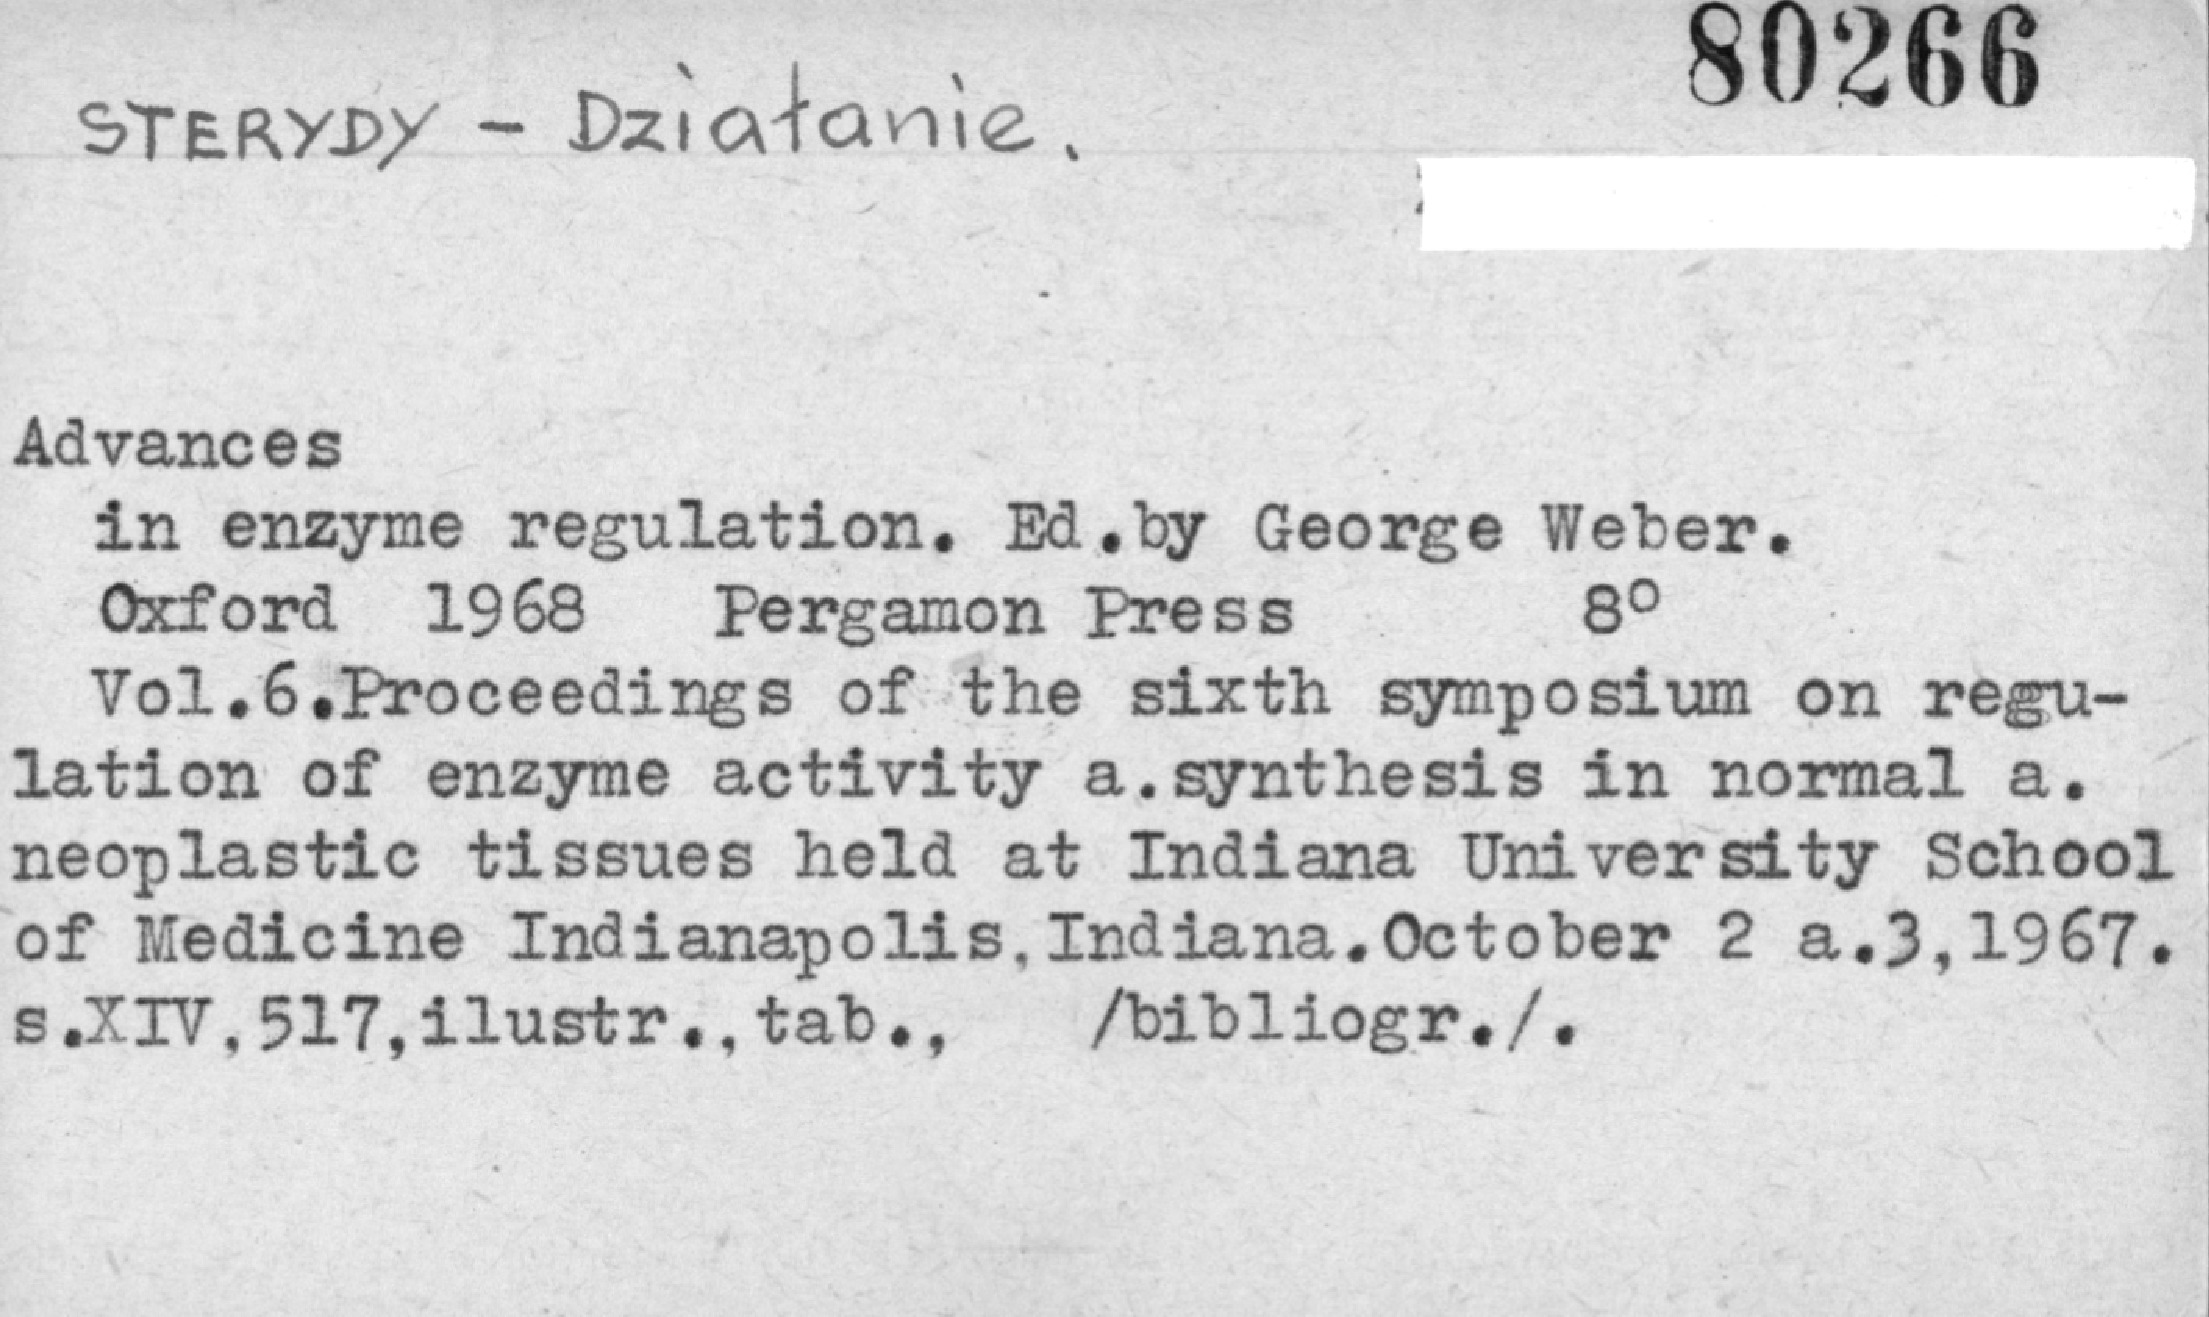 80266
STERYDY - Działanie.
Advances
in enzyme regulation. Ed.by George Weber.
Oxford 1968 Pergamon Press 8°
Vol.6.Proceedings of the sixth symposium on regu-
lation of enzyme activity a.synthesis in normal a.
neoplastic tissues held at Indiana University School
of Medicine Indianapolis,Indiana.October 2 a.3,1967.
s.XIV,517,ilustr.,tab., /bibliogr./.